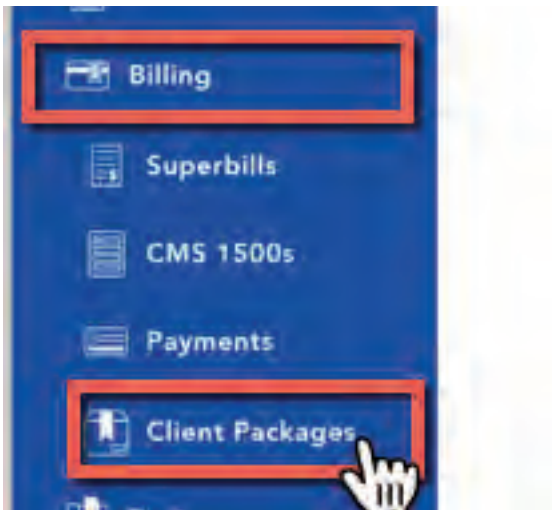 Billing
Superbills
CMS 1500s
Payments
Client Packages